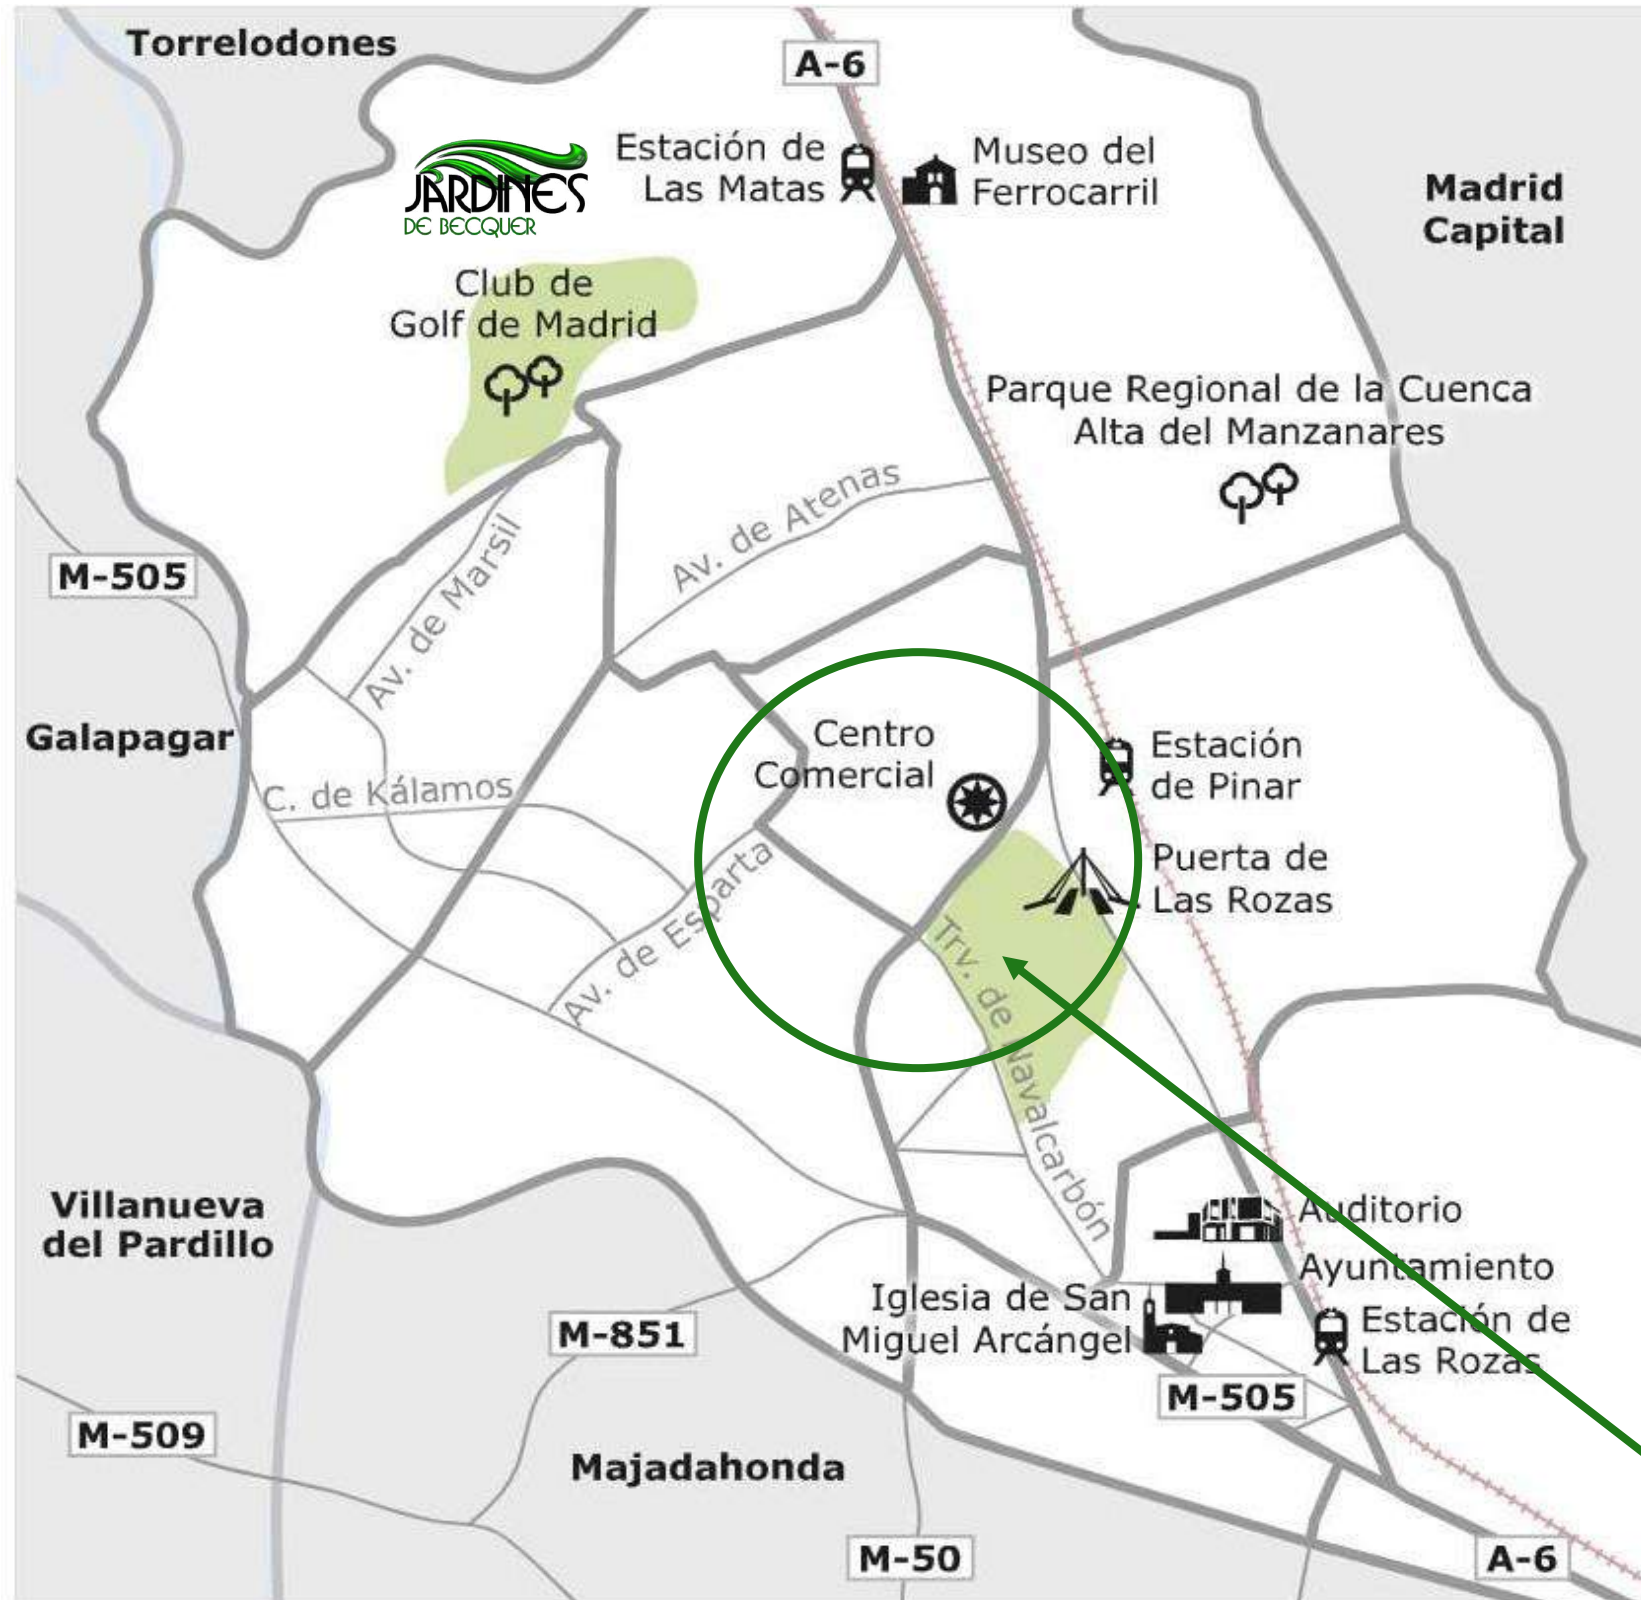 Torrelodones
A-6
JARDINES
DE BECQUER
Estación de
Las Matas
Museo del
Ferrocarril
Madrid
Capital
Club de
Golf de Madrid
Parque Regional de la Cuenca
Alta del Manzanares
Av. de Atenas
Av. de Marsil
M-505
Galapagar
C. de Kálamos
Centro
Comercial
Estación
de Pinar
Puerta de
Las Rozas
Av. de Esparta
Trv. de Navalcarbón
Villanueva
del Pardillo
Auditorio
Ayuntamiento
Iglesia de San
Miguel Arcángel
Estación de
Las Rozas
M-851
M-505
M-509
Majadahonda
M-50
A-6